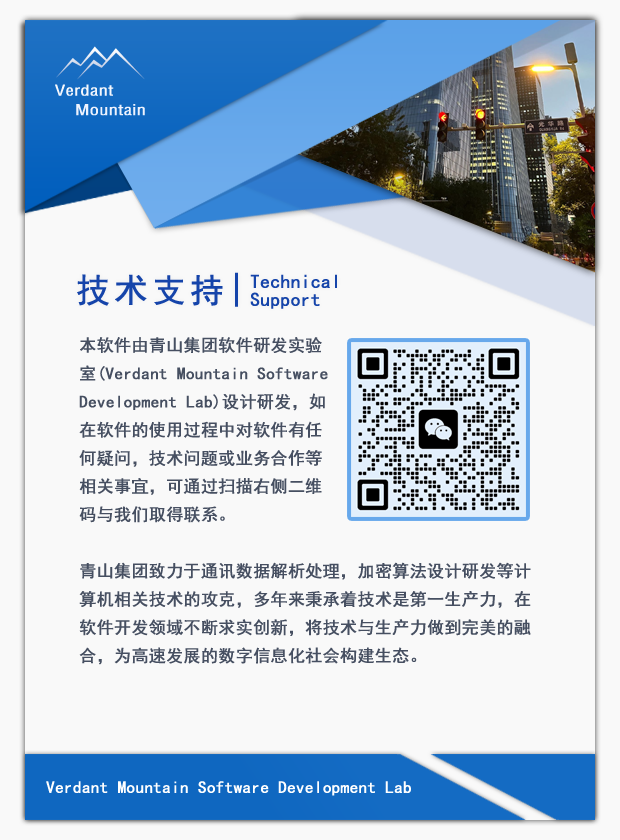 Verdant
Mountain
光华路
GUANGHUA Rd
技术支持
Technical
Support
本软件由青山集团软件研发实验
室(Verdant Mountain Software
Development Lab)设计研发，如
在软件的使用过程中对软件有任
何疑问，技术问题或业务合作等
相关事宜，可通过扫描右侧二维
码与我们取得联系。
青山集团致力于通讯数据解析处理，加密算法设计研发等计
算机相关技术的攻克，多年来秉承着技术是第一生产力，在
软件开发领域不断求实创新，将技术与生产力做到完美的融
合，为高速发展的数字信息化社会构建生态。
Verdant Mountain Software Development Lab